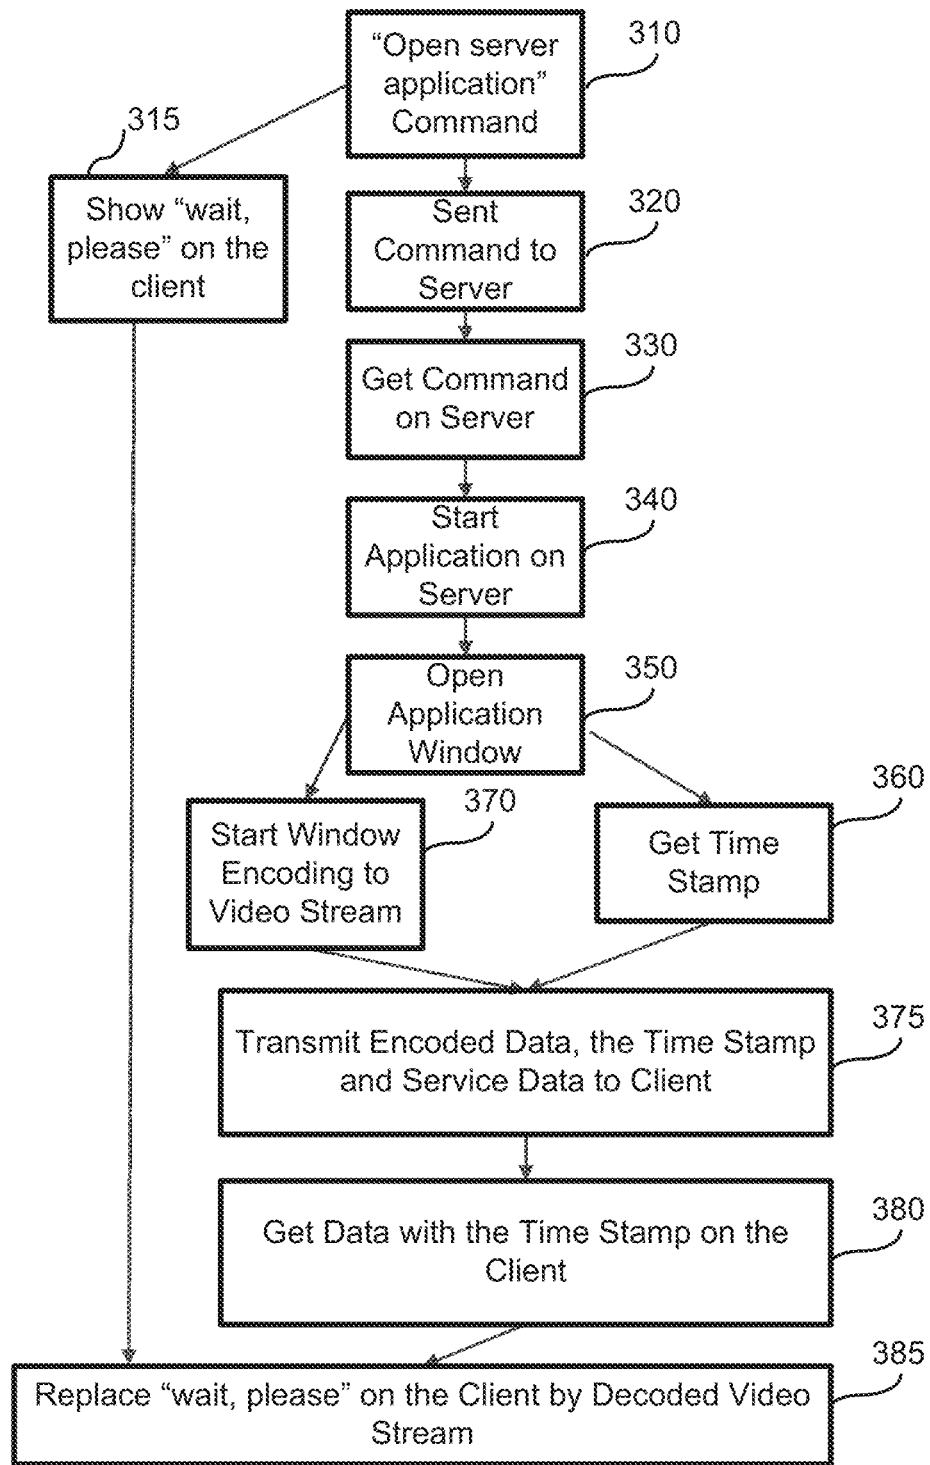 310
“Open server
application”
Command
315
Show “wait,
please” on the
client
320
Sent
Command to
Server
330
Get Command
on Server
340
Start
Application on
Server
350
Open
Application
Window
370
Start Window
Encoding to
Video Stream
360
Get Time
Stamp
375
Transmit Encoded Data, the Time Stamp
and Service Data to Client
380
Get Data with the Time Stamp on the
Client
385
Replace “wait, please” on the Client by Decoded Video
Stream